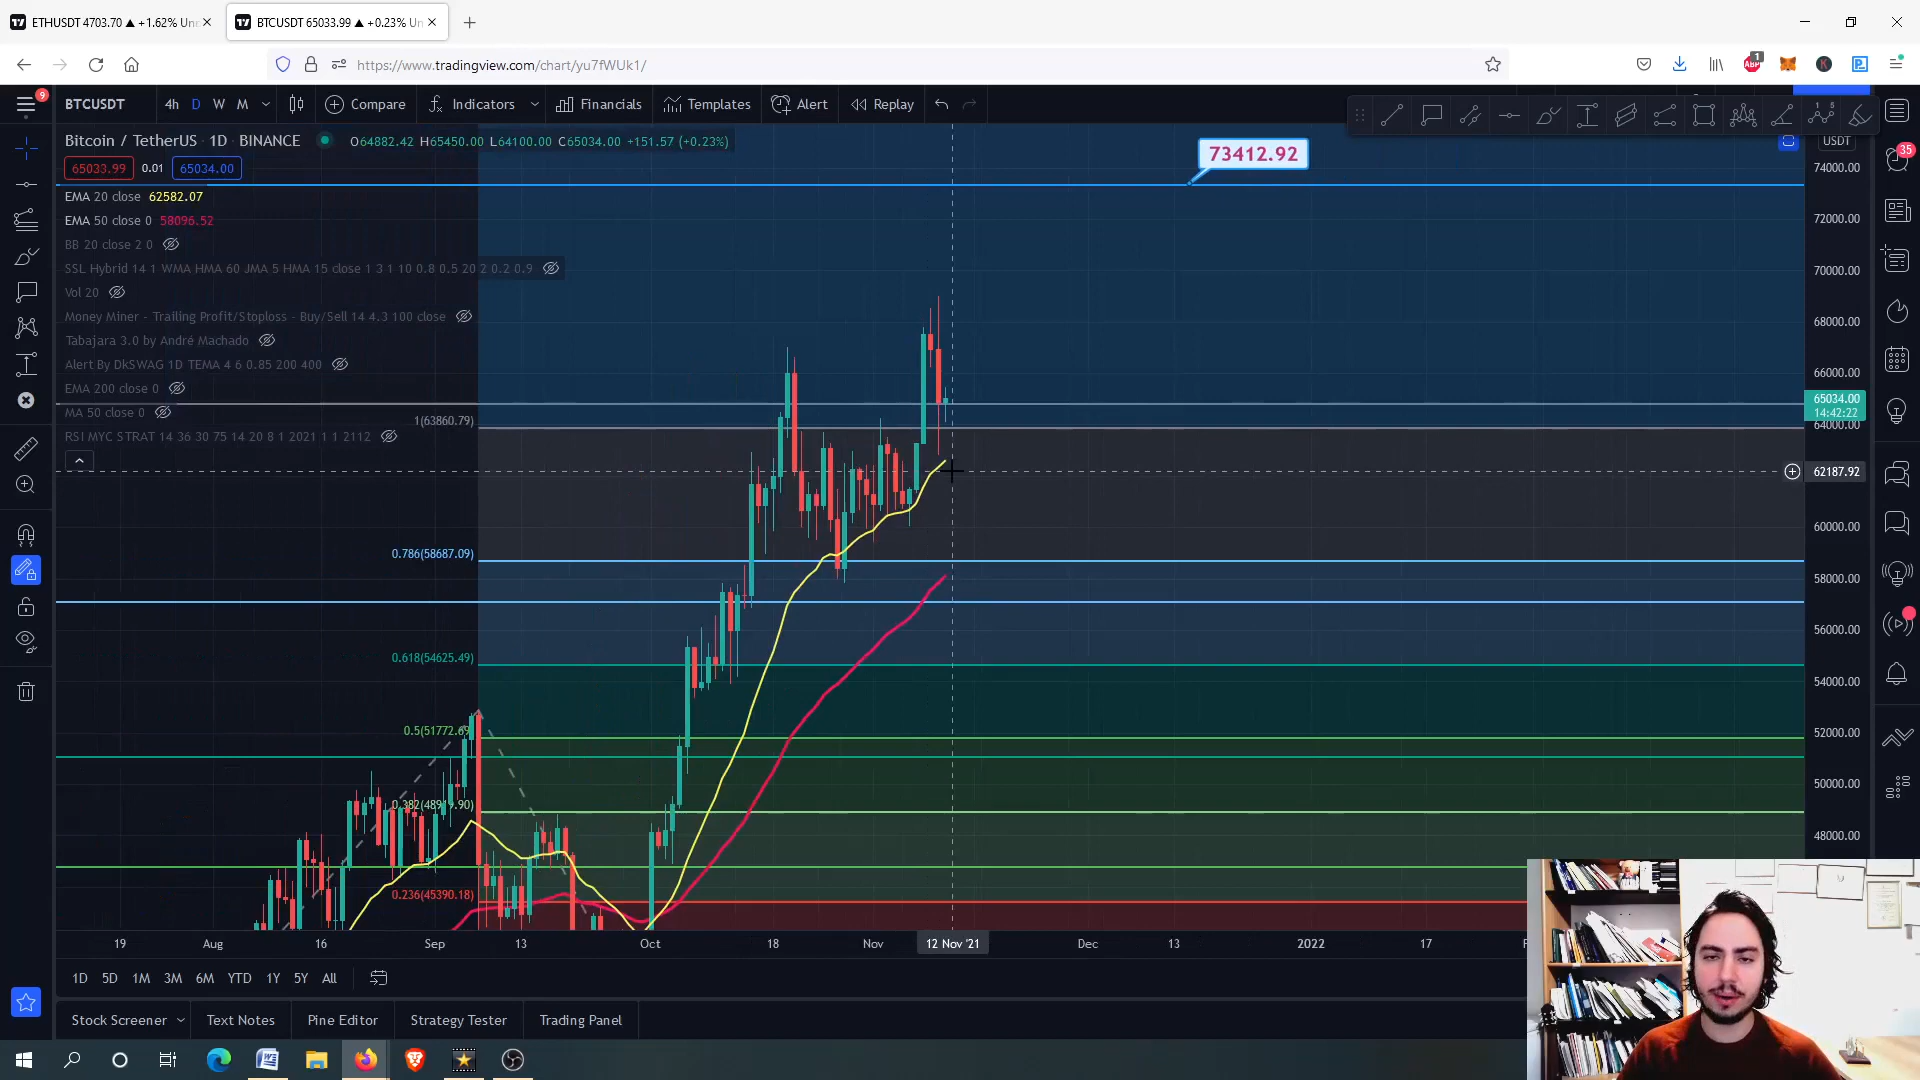 ETHUSDT 4703.70 ▲ +1.62% Un
BTCUSDT 65033.99 ▲ +0.23% Un
https://www.tradingview.com/chart/yu7fWUk1/
1
ABP
K
P
9
BTCUSDT
4h D W M
Compare
Indicators
Financials
Templates
Alert
Replay
1 5
Bitcoin / TetherUS · 1D · BINANCE
O64882.42 H65450.00 L64100.00 C65034.00 +151.57 (+0.23%)
65033.99 0.01 65034.00
EMA 20 close 62582.07
EMA 50 close 0 58096.52
BB 20 close 2 0
SSL Hybrid 14 1 WMA HMA 60 JMA 5 HMA 15 close 1 3 1 10 0.8 0.5 20 2 0.2 0.9
Vol 20
Money Miner - Trailing Profit/Stoploss - Buy/Sell 14 4.3 100 close
Tabajara 3.0 by André Machado
Alert By DkSWAG 1D TEMA 4 6 0.85 200 400
EMA 200 close 0
MA 50 close 0
RSI MYC STRAT 14 36 30 75 14 20 8 1 2021 1 1 2112
73412.92
1(63860.79)
0.786(58687.09)
0.618(54625.49)
0.5(51772.69)
0.382(48919.90)
0.236(45390.18)
USDT
74000.00
72000.00
70000.00
68000.00
66000.00
65034.00
14:42:22
64000.00
62187.92
60000.00
58000.00
56000.00
54000.00
52000.00
50000.00
48000.00
35
19 Aug 16 Sep 13 Oct 18 Nov 12 Nov '21 Dec 13 2022 17 F
1D 5D 1M 3M 6M YTD 1Y 5Y All
Stock Screener
Text Notes
Pine Editor
Strategy Tester
Trading Panel